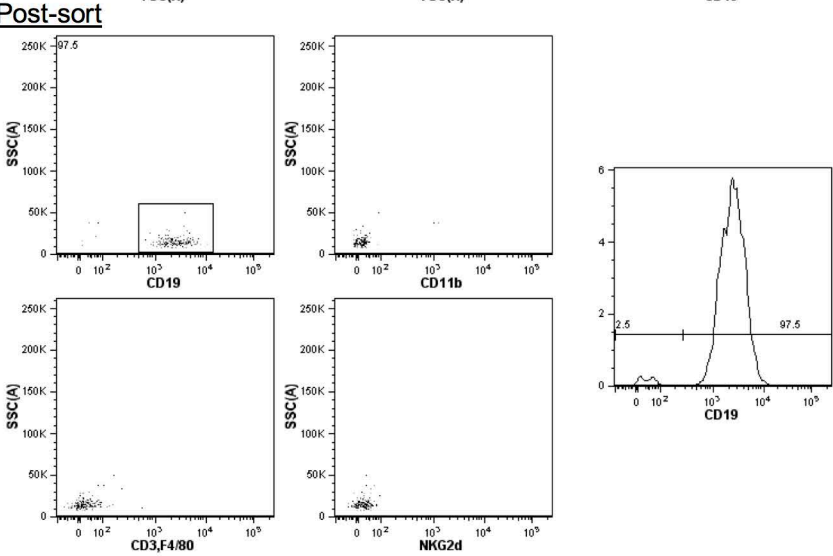 Post-sort
97.5
250K
200K
150K
100K
50K
0
SSC(A)
0 10² 10³ 10⁴ 10⁵
CD19
250K
200K
150K
100K
50K
0
SSC(A)
0 10² 10³ 10⁴ 10⁵
CD11b
250K
200K
150K
100K
50K
0
SSC(A)
0 10² 10³ 10⁴ 10⁵
CD3,F4/80
250K
200K
150K
100K
50K
0
SSC(A)
0 10² 10³ 10⁴ 10⁵
NKG2d
6
4
2
0
2.5 97.5
0 10² 10³ 10⁴ 10⁵
CD19